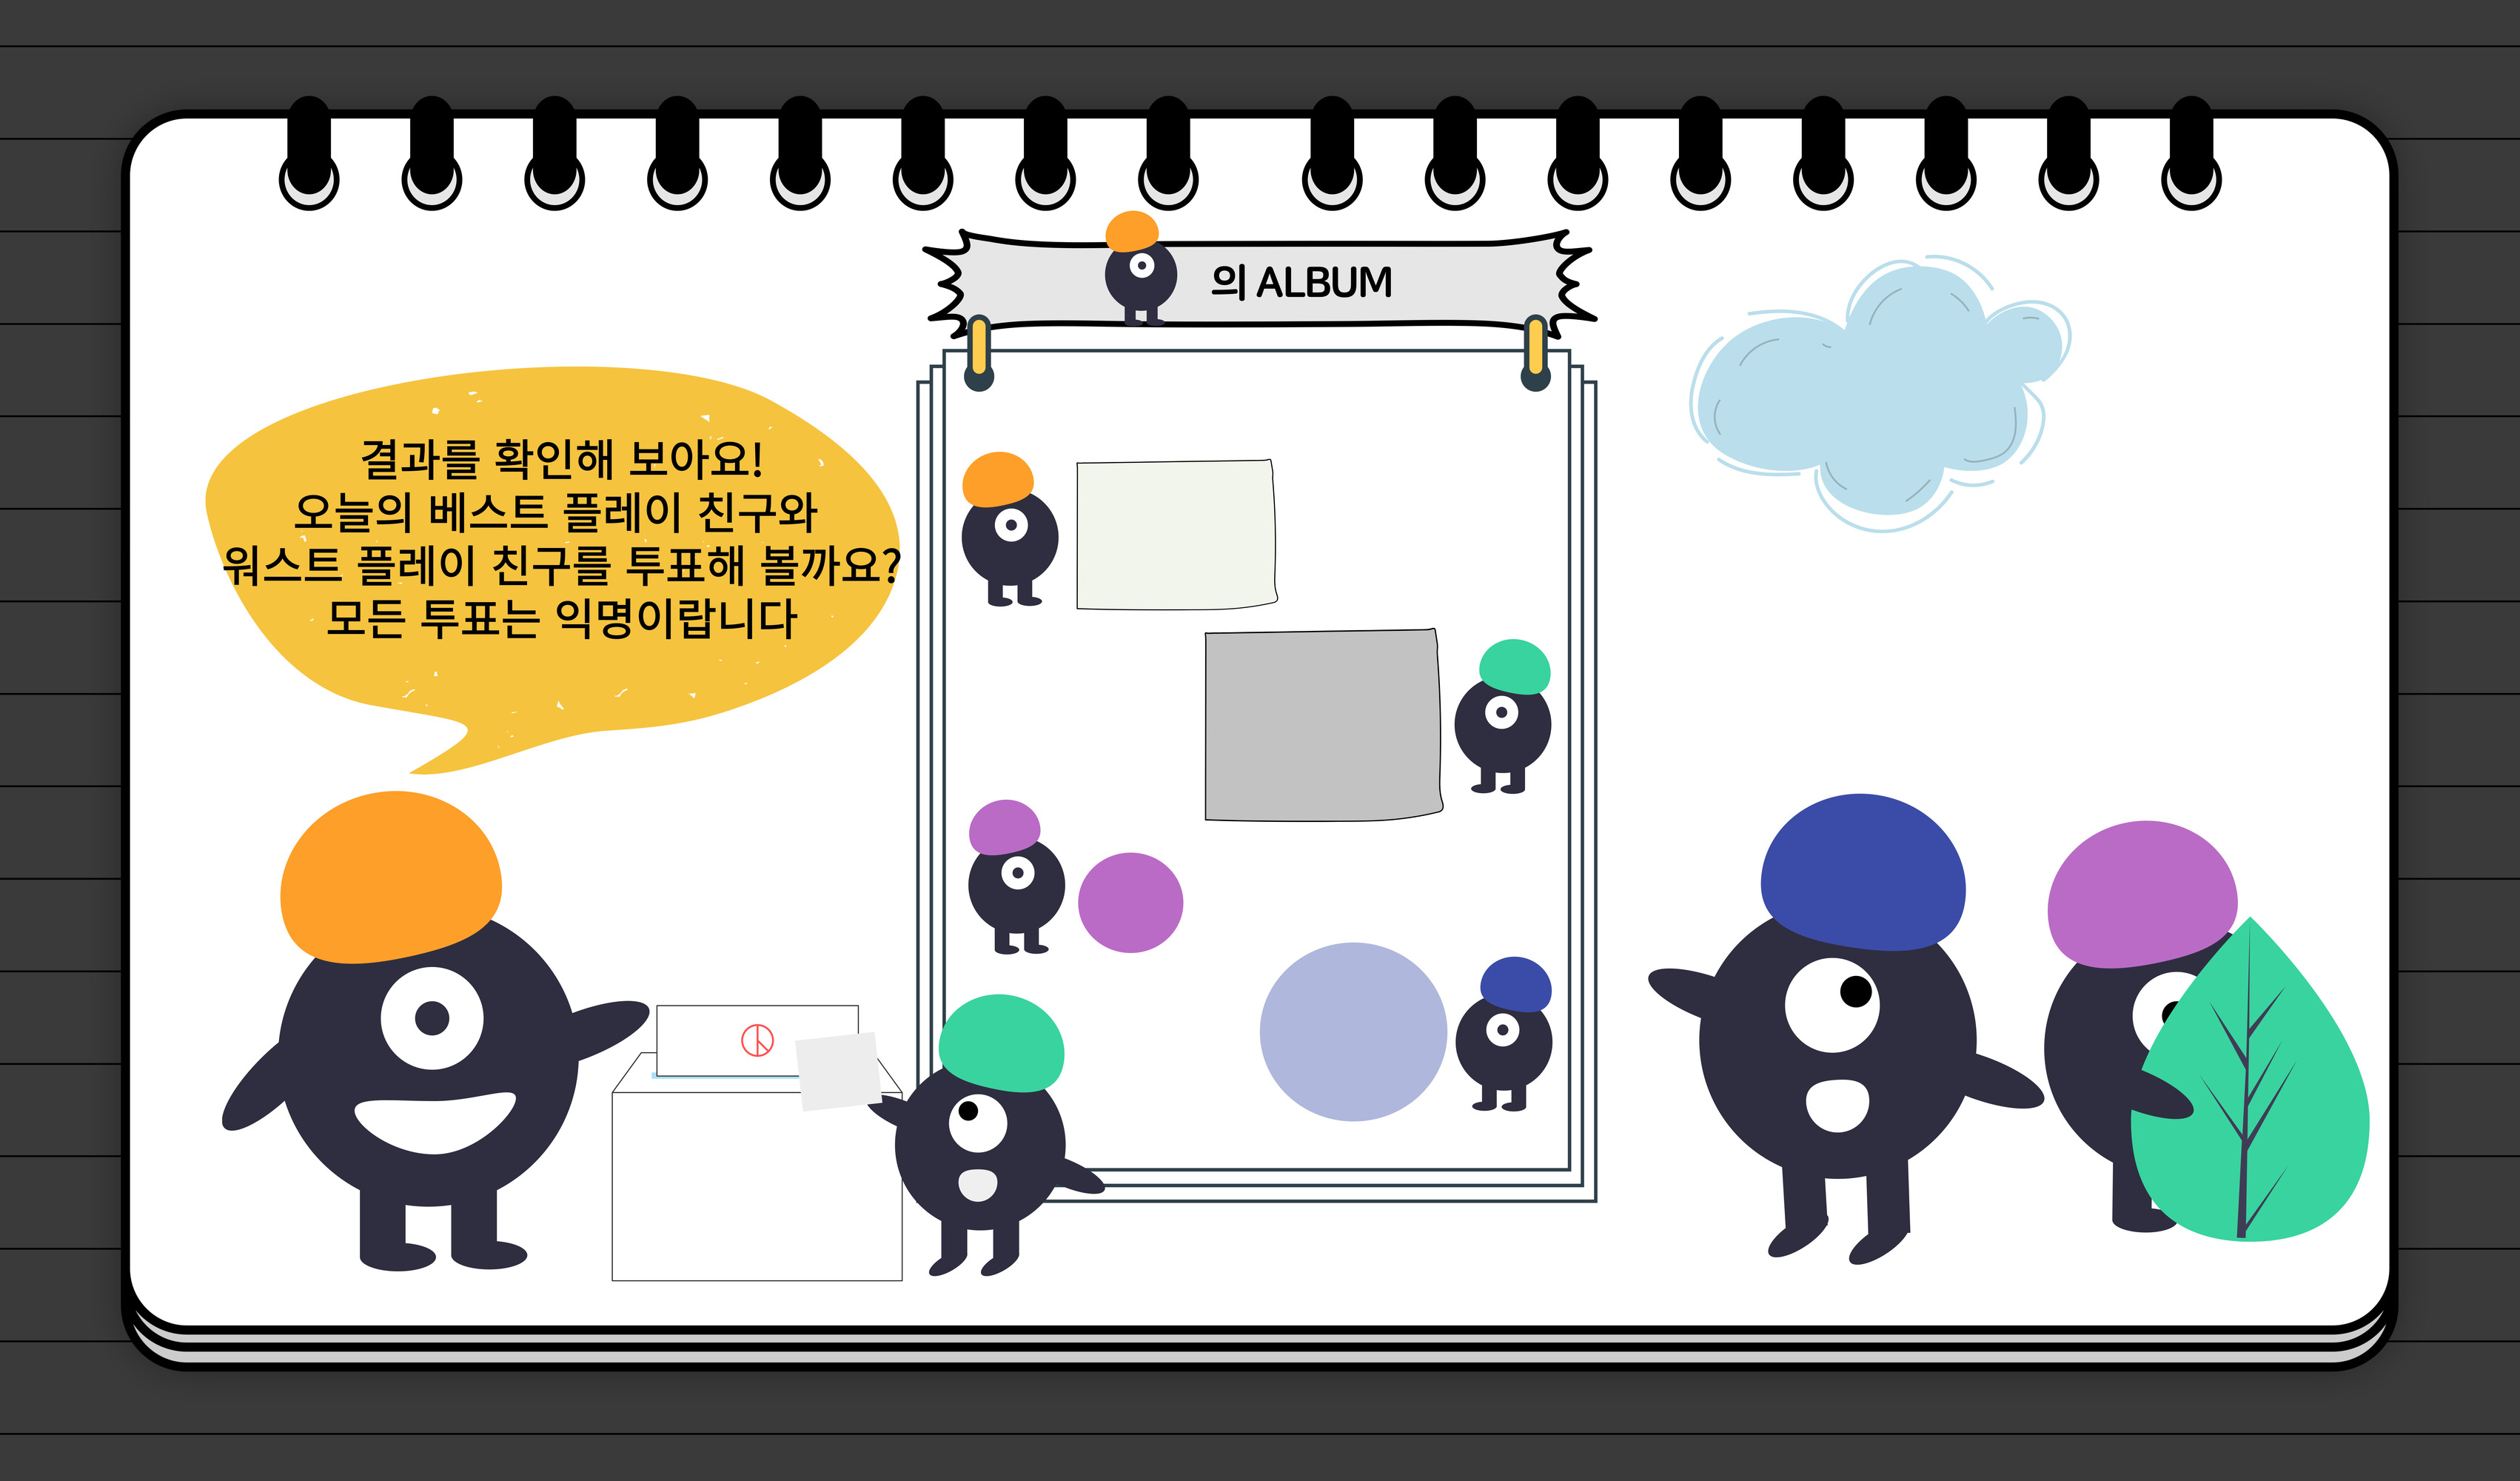 의 ALBUM
결과를 확인해 보아요!
오늘의 베스트 플레이 친구와
워스트 플레이 친구를 투표해 볼까요?
모든 투표는 익명이랍니다